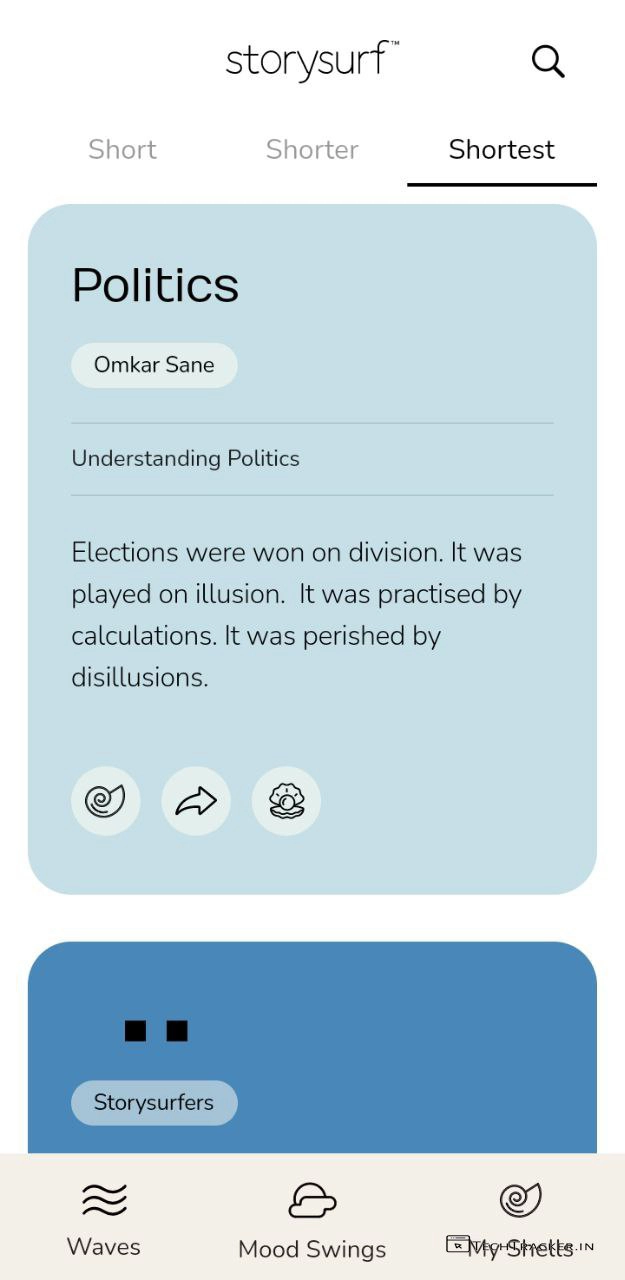 storysurf™
Short Shorter Shortest
Politics
Omkar Sane
Understanding Politics
Elections were won on division. It was
played on illusion.  It was practised by
calculations. It was perished by
disillusions.
Storysurfers
Waves Mood Swings My Shells
TechTracker.in